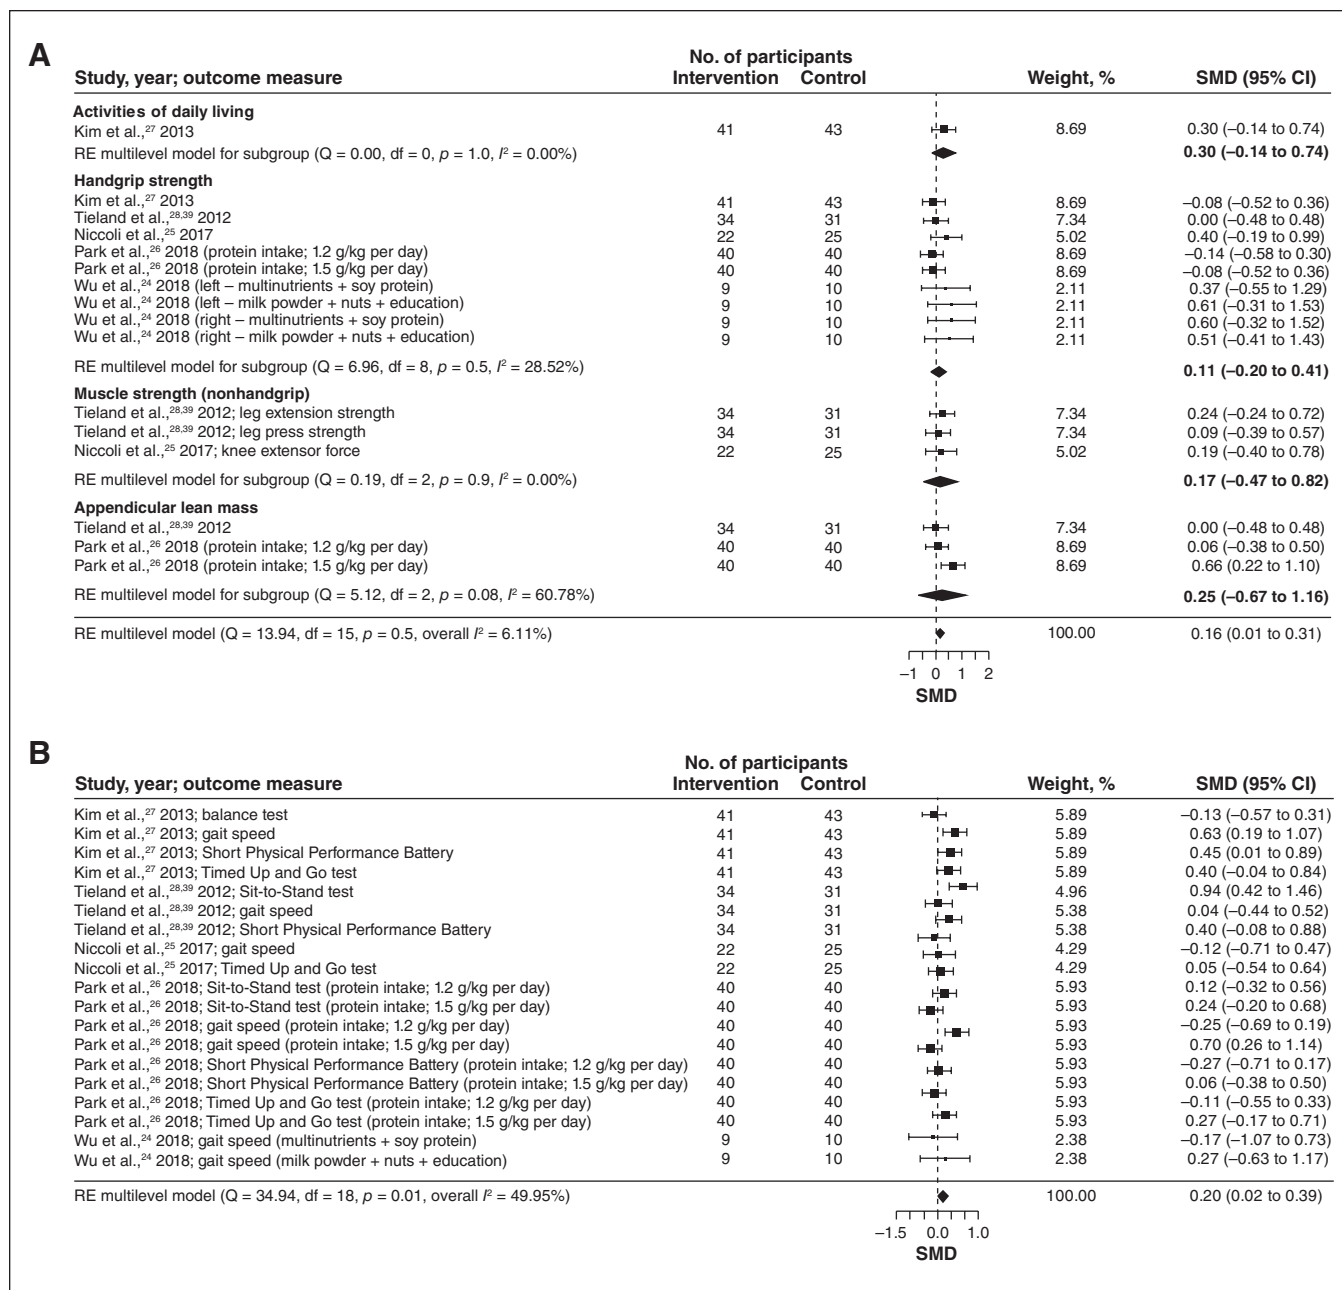 A
No. of participants
Study, year; outcome measure Intervention Control Weight, % SMD (95% CI)
Activities of daily living
Kim et al.,27 2013 41 43 8.69 0.30 (–0.14 to 0.74)
RE multilevel model for subgroup (Q = 0.00, df = 0, p = 1.0, I2 = 0.00%) 0.30 (–0.14 to 0.74)
Handgrip strength
Kim et al.,27 2013 41 43 8.69 –0.08 (–0.52 to 0.36)
Tieland et al.,28,39 2012 34 31 7.34 0.00 (–0.48 to 0.48)
Niccoli et al.,25 2017 22 25 5.02 0.40 (–0.19 to 0.99)
Park et al.,26 2018 (protein intake; 1.2 g/kg per day) 40 40 8.69 –0.14 (–0.58 to 0.30)
Park et al.,26 2018 (protein intake; 1.5 g/kg per day) 40 40 8.69 –0.08 (–0.52 to 0.36)
Wu et al.,24 2018 (left – multinutrients + soy protein) 9 10 2.11 0.37 (–0.55 to 1.29)
Wu et al.,24 2018 (left – milk powder + nuts + education) 9 10 2.11 0.61 (–0.31 to 1.53)
Wu et al.,24 2018 (right – multinutrients + soy protein) 9 10 2.11 0.60 (–0.32 to 1.52)
Wu et al.,24 2018 (right – milk powder + nuts + education) 9 10 2.11 0.51 (–0.41 to 1.43)
RE multilevel model for subgroup (Q = 6.96, df = 8, p = 0.5, I2 = 28.52%) 0.11 (–0.20 to 0.41)
Muscle strength (nonhandgrip)
Tieland et al.,28,39 2012; leg extension strength 34 31 7.34 0.24 (–0.24 to 0.72)
Tieland et al.,28,39 2012; leg press strength 34 31 7.34 0.09 (–0.39 to 0.57)
Niccoli et al.,25 2017; knee extensor force 22 25 5.02 0.19 (–0.40 to 0.78)
RE multilevel model for subgroup (Q = 0.19, df = 2, p = 0.9, I2 = 0.00%) 0.17 (–0.47 to 0.82)
Appendicular lean mass
Tieland et al.,28,39 2012 34 31 7.34 0.00 (–0.48 to 0.48)
Park et al.,26 2018 (protein intake; 1.2 g/kg per day) 40 40 8.69 0.06 (–0.38 to 0.50)
Park et al.,26 2018 (protein intake; 1.5 g/kg per day) 40 40 8.69 0.66 (0.22 to 1.10)
RE multilevel model for subgroup (Q = 5.12, df = 2, p = 0.08, I2 = 60.78%) 0.25 (–0.67 to 1.16)
RE multilevel model (Q = 13.94, df = 15, p = 0.5, overall I2 = 6.11%) 100.00 0.16 (0.01 to 0.31)
–1 0 1 2
SMD
B
No. of participants
Study, year; outcome measure Intervention Control Weight, % SMD (95% CI)
Kim et al.,27 2013; balance test 41 43 5.89 –0.13 (–0.57 to 0.31)
Kim et al.,27 2013; gait speed 41 43 5.89 0.63 (0.19 to 1.07)
Kim et al.,27 2013; Short Physical Performance Battery 41 43 5.89 0.45 (0.01 to 0.89)
Kim et al.,27 2013; Timed Up and Go test 41 43 5.89 0.40 (–0.04 to 0.84)
Tieland et al.,28,39 2012; Sit-to-Stand test 34 31 4.96 0.94 (0.42 to 1.46)
Tieland et al.,28,39 2012; gait speed 34 31 5.38 0.04 (–0.44 to 0.52)
Tieland et al.,28,39 2012; Short Physical Performance Battery 34 31 5.38 0.40 (–0.08 to 0.88)
Niccoli et al.,25 2017; gait speed 22 25 4.29 –0.12 (–0.71 to 0.47)
Niccoli et al.,25 2017; Timed Up and Go test 22 25 4.29 0.05 (–0.54 to 0.64)
Park et al.,26 2018; Sit-to-Stand test (protein intake; 1.2 g/kg per day) 40 40 5.93 0.12 (–0.32 to 0.56)
Park et al.,26 2018; Sit-to-Stand test (protein intake; 1.5 g/kg per day) 40 40 5.93 0.24 (–0.20 to 0.68)
Park et al.,26 2018; gait speed (protein intake; 1.2 g/kg per day) 40 40 5.93 –0.25 (–0.69 to 0.19)
Park et al.,26 2018; gait speed (protein intake; 1.5 g/kg per day) 40 40 5.93 0.70 (0.26 to 1.14)
Park et al.,26 2018; Short Physical Performance Battery (protein intake; 1.2 g/kg per day) 40 40 5.93 –0.27 (–0.71 to 0.17)
Park et al.,26 2018; Short Physical Performance Battery (protein intake; 1.5 g/kg per day) 40 40 5.93 0.06 (–0.38 to 0.50)
Park et al.,26 2018; Timed Up and Go test (protein intake; 1.2 g/kg per day) 40 40 5.93 –0.11 (–0.55 to 0.33)
Park et al.,26 2018; Timed Up and Go test (protein intake; 1.5 g/kg per day) 40 40 5.93 0.27 (–0.17 to 0.71)
Wu et al.,24 2018; gait speed (multinutrients + soy protein) 9 10 2.38 –0.17 (–1.07 to 0.73)
Wu et al.,24 2018; gait speed (milk powder + nuts + education) 9 10 2.38 0.27 (–0.63 to 1.17)
RE multilevel model (Q = 34.94, df = 18, p = 0.01, overall I2 = 49.95%) 100.00 0.20 (0.02 to 0.39)
–1.5 0.0 1.0
SMD